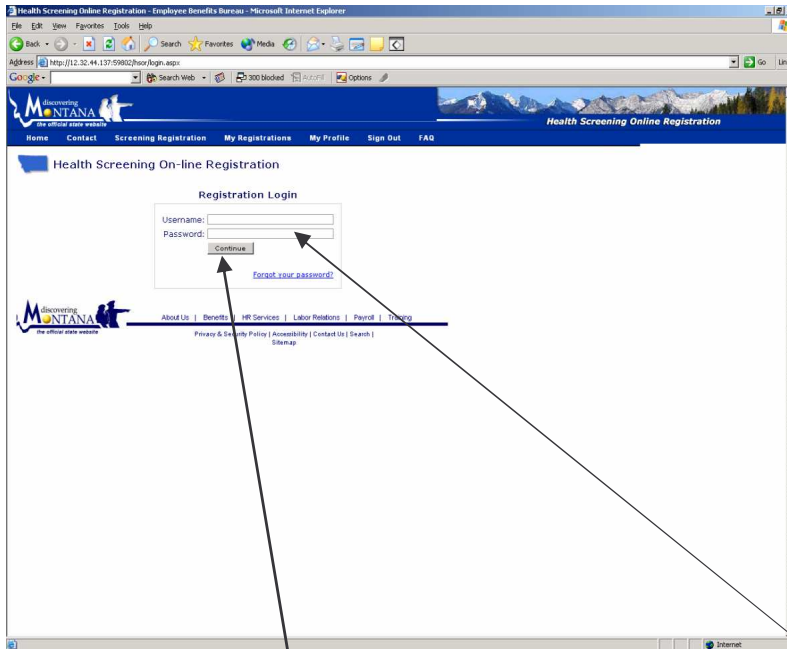 Health Screening Online Registration - Employee Benefits Bureau - Microsoft Internet Explorer
File Edit View Favorites Tools Help
Back Search Favorites Media
Address http://12.32.44.137:59802/hsor/login.aspx Go Lin
Google Search Web 300 blocked AutoFill Options
discovering
MONTANA
the official state website
Health Screening Online Registration
Home Contact Screening Registration My Registrations My Profile Sign Out FAQ
Health Screening On-line Registration
Registration Login
Username:
Password:
Continue
Forgot your password?
discovering
MONTANA
the official state website
About Us | Benefits | HR Services | Labor Relations | Payroll | Training
Privacy & Security Policy | Accessibility | Contact Us | Search |
Sitemap
Internet